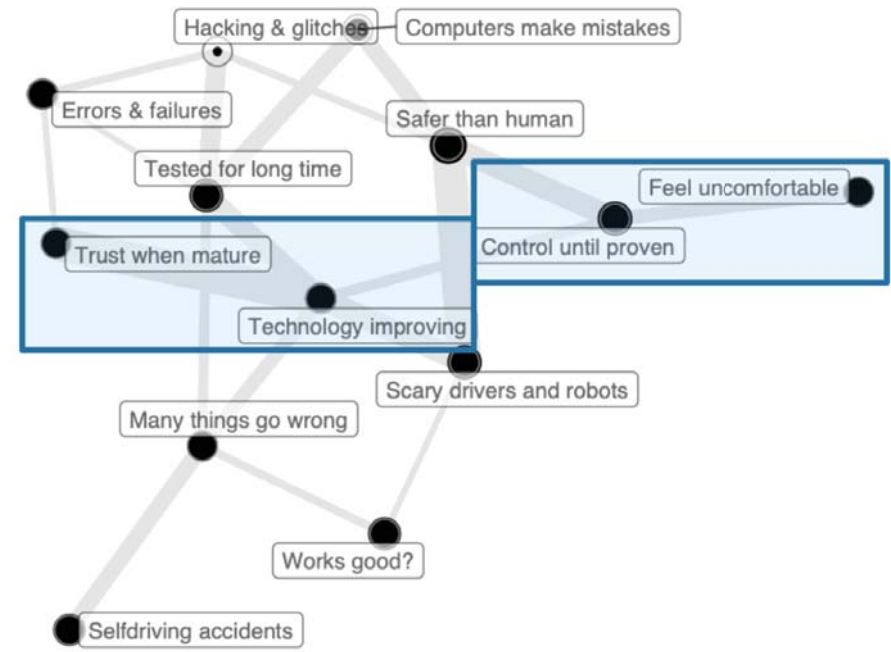 Hacking & glitches
Computers make mistakes
Errors & failures
Safer than human
Tested for long time
Feel uncomfortable
Trust when mature
Control until proven
Technology improving
Scary drivers and robots
Many things go wrong
Works good?
Selfdriving accidents